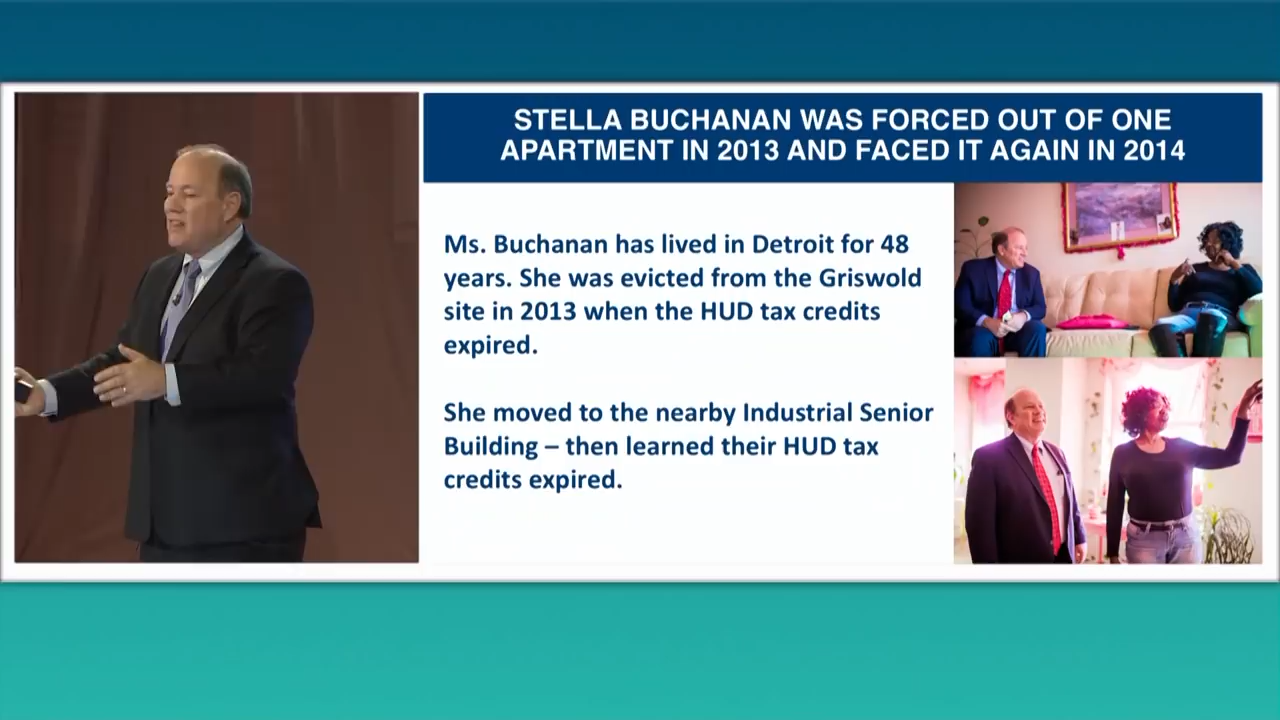 STELLA BUCHANAN WAS FORCED OUT OF ONE
APARTMENT IN 2013 AND FACED IT AGAIN IN 2014
Ms. Buchanan has lived in Detroit for 48
years. She was evicted from the Griswold
site in 2013 when the HUD tax credits
expired.
She moved to the nearby Industrial Senior
Building – then learned their HUD tax
credits expired.